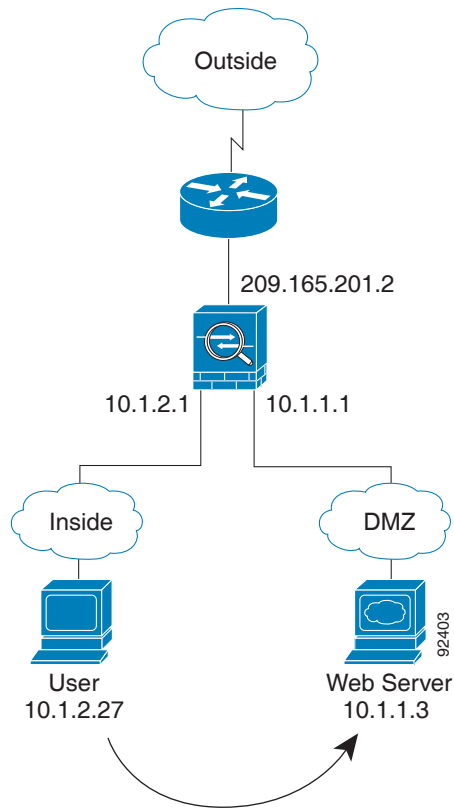 Outside
209.165.201.2
10.1.2.1
10.1.1.1
Inside
DMZ
92403
User
10.1.2.27
Web Server
10.1.1.3